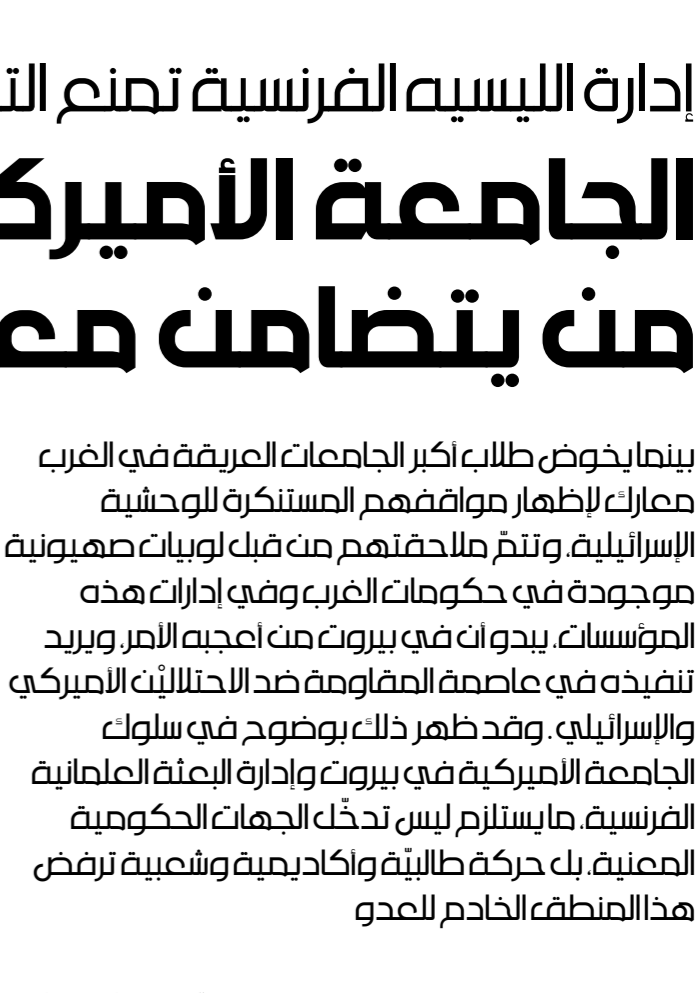 إدارة الليسيه الفرنسية تمنع
الجامعة
من يتضامن
بينما يخوض طلاب أكبر الجامعات العريقة في الغرب
معارك لإظهار مواقفهم المستنكرة للوحشية
الإسرائيلية، وتتمّ ملاحقتهم من قبل لوبيات صهيونية
موجودة في حكومات الغرب وفي إدارات هذه
المؤسسات، يبدو أن في بيروت من أعجبه الأمر، ويريد
تنفيذه في عاصمة المقاومة ضد الاحتلاليْن الأميركي
والإسرائيلي. وقد ظهر ذلك بوضوح في سلوك
الجامعة الأميركية في بيروت وإدارة البعثة العلمانية
الفرنسية، ما يستلزم ليس تدخّل الجهات الحكومية
المعنية، بل حركة طالبيّة وأكاديمية وشعبية ترفض
هذا المنطق الخادم للعدو